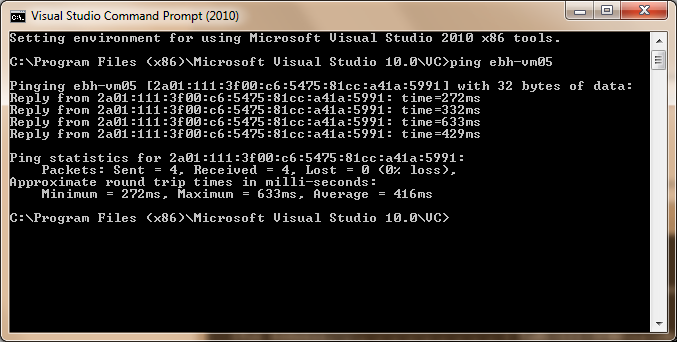 Visual Studio Command Prompt (2010)
Setting environment for using Microsoft Visual Studio 2010 x86 tools.
C:\Program Files (x86)\Microsoft Visual Studio 10.0\VC>ping ebh-vm05
Pinging ebh-vm05 [2a01:111:3f00:c6:5475:81cc:a41a:5991] with 32 bytes of data:
Reply from 2a01:111:3f00:c6:5475:81cc:a41a:5991: time=272ms
Reply from 2a01:111:3f00:c6:5475:81cc:a41a:5991: time=332ms
Reply from 2a01:111:3f00:c6:5475:81cc:a41a:5991: time=633ms
Reply from 2a01:111:3f00:c6:5475:81cc:a41a:5991: time=429ms
Ping statistics for 2a01:111:3f00:c6:5475:81cc:a41a:5991:
Packets: Sent = 4, Received = 4, Lost = 0 (0% loss),
Approximate round trip times in milli-seconds:
Minimum = 272ms, Maximum = 633ms, Average = 416ms
C:\Program Files (x86)\Microsoft Visual Studio 10.0\VC>